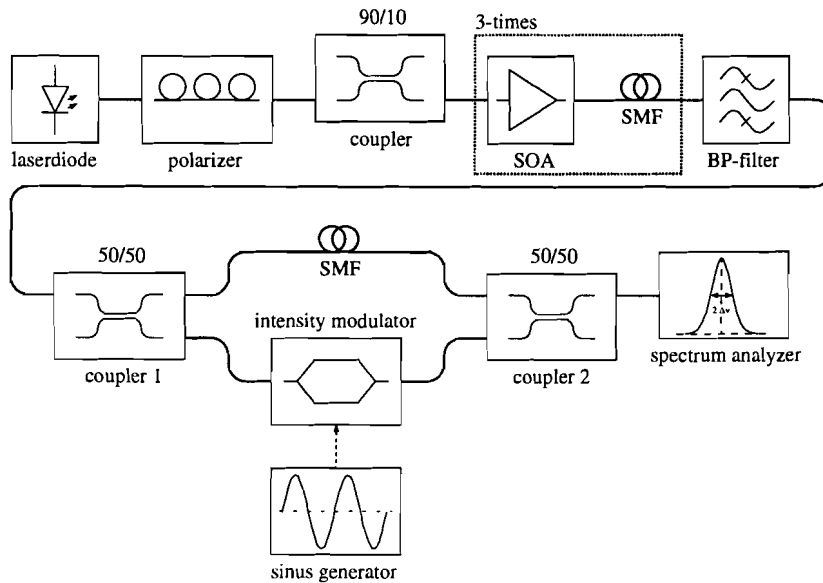 90/10
3-times
laserdiode
polarizer
coupler
SOA
SMF
BP-filter
50/50
SMF
50/50
intensity modulator
2 Δν
coupler 1
coupler 2
spectrum analyzer
sinus generator